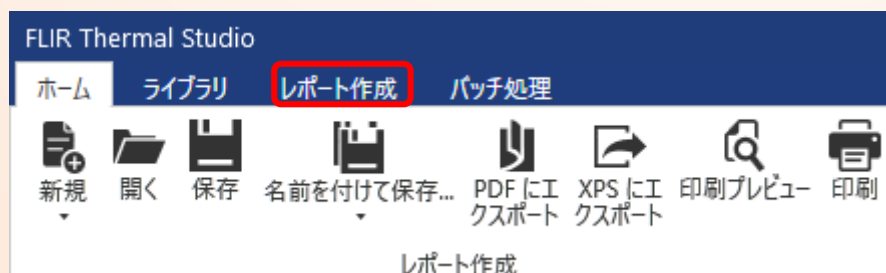 FLIR Thermal Studio
ホーム ライブラリ レポート作成 バッチ処理
新規 開く 保存 名前を付けて保存... PDF にエ XPS にエ 印刷プレビュー 印刷
クスポート クスポート
レポート作成